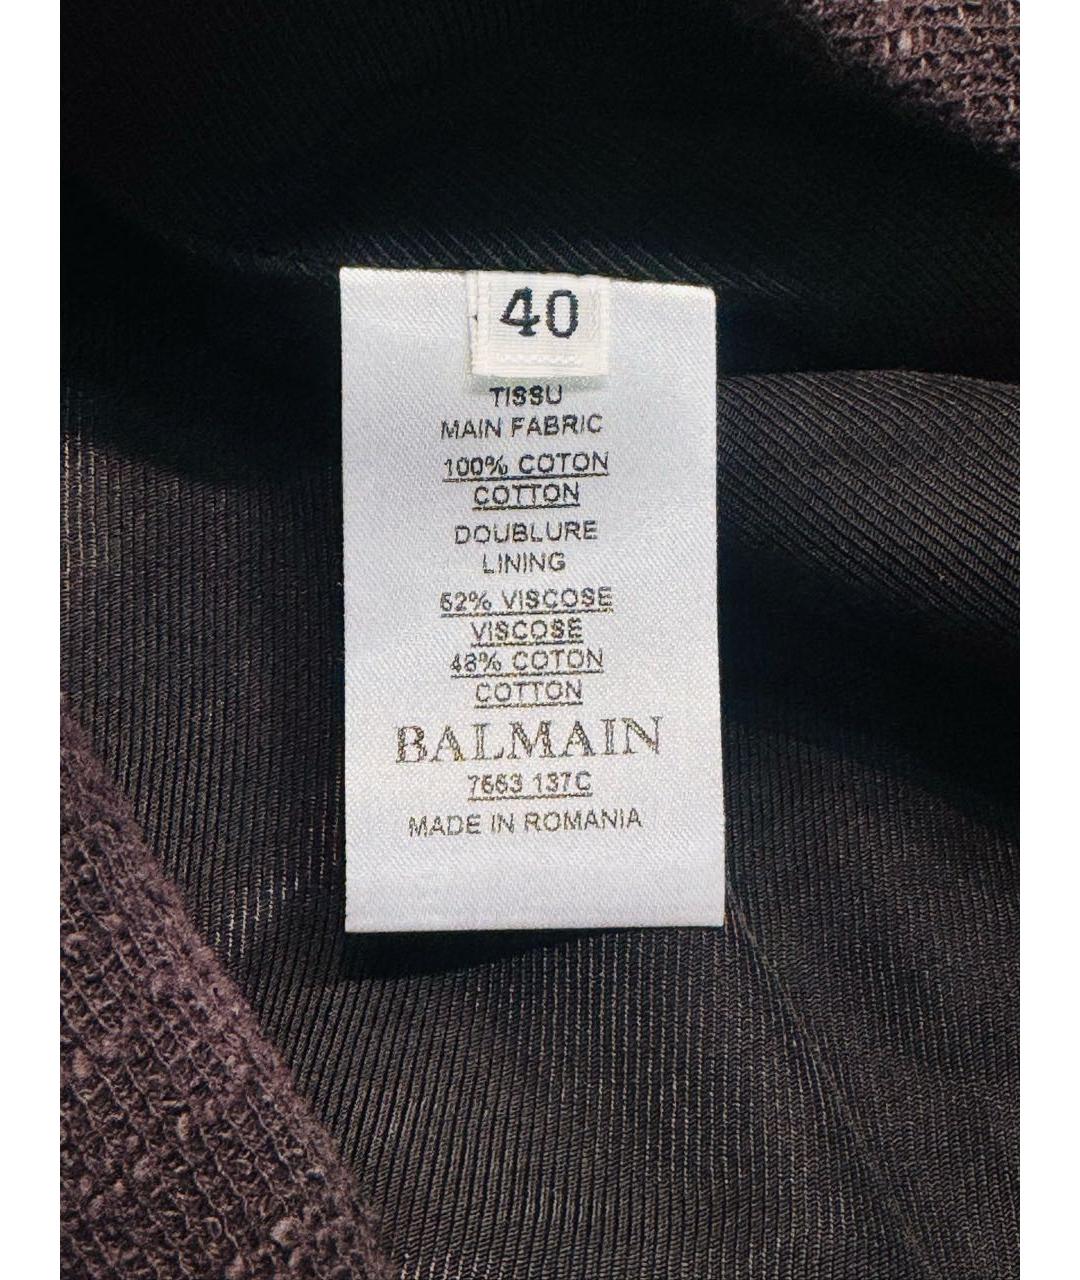 40
TISSU
MAIN FABRIC
100% COTON
COTTON
DOUBLURE
LINING
52% VISCOSE
VISCOSE
48% COTON
COTTON
BALMAIN
7553 137C
MADE IN ROMANIA